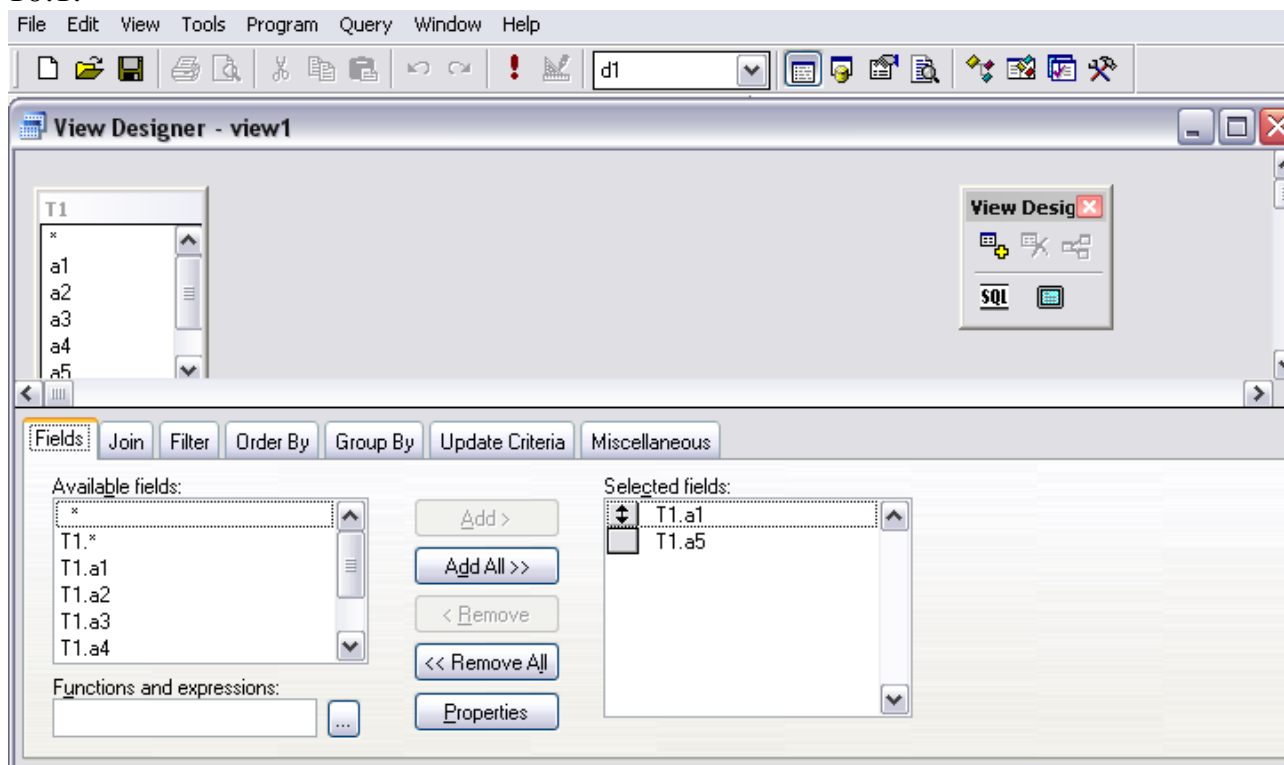 File Edit View Tools Program Query Window Help
d1
View Designer - view1
T1
*
a1
a2
a3
a4
a5
View Desig
SQL
Fields Join Filter Order By Group By Update Criteria Miscellaneous
Available fields:
*
T1.*
T1.a1
T1.a2
T1.a3
T1.a4
Functions and expressions:
...
Add >
Add All >>
< Remove
<< Remove All
Properties
Selected fields:
T1.a1
T1.a5